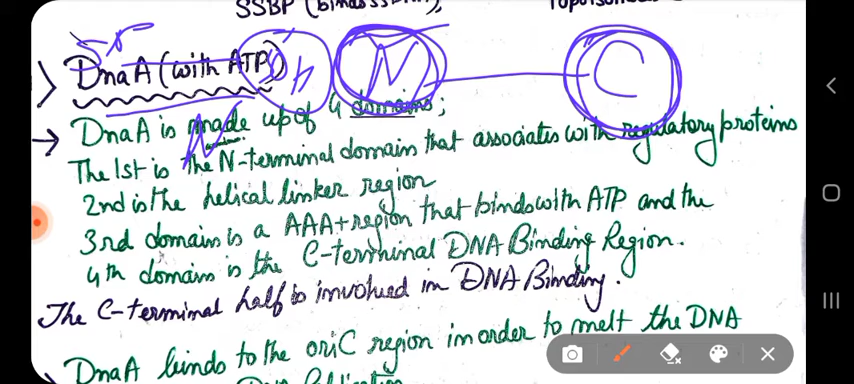 SSBP (binds SSDNA),
DnaA (with ATP)
N
C
→ DnaA is made up of 4 domains;
The 1st is the N-terminal domain that associates with regulatory proteins
2nd is the helical linker region
3rd domain is a AAA+ region that binds with ATP and the
4th domain is the C-terminal DNA Binding Region.
The C-terminal half is involved in DNA Binding.
DnaA binds to the oriC region in order to melt the DNA